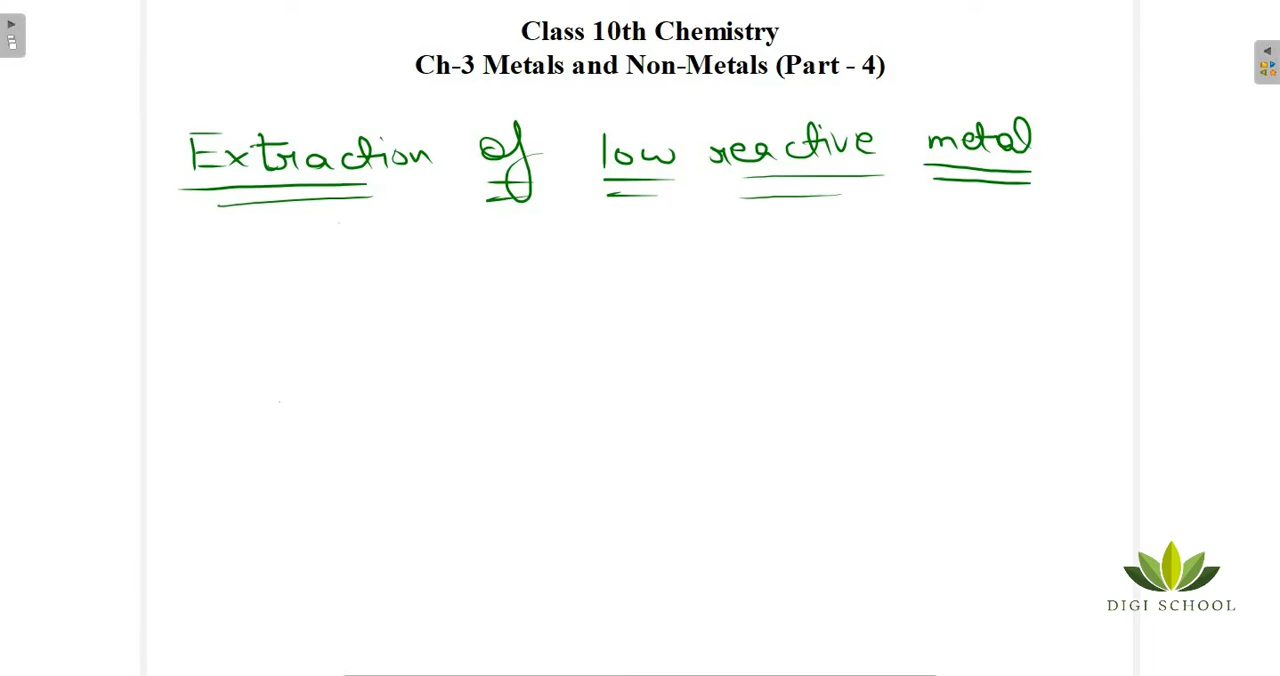 Class 10th Chemistry
Ch-3 Metals and Non-Metals (Part - 4)
Extraction of low reactive metal
DIGI SCHOOL